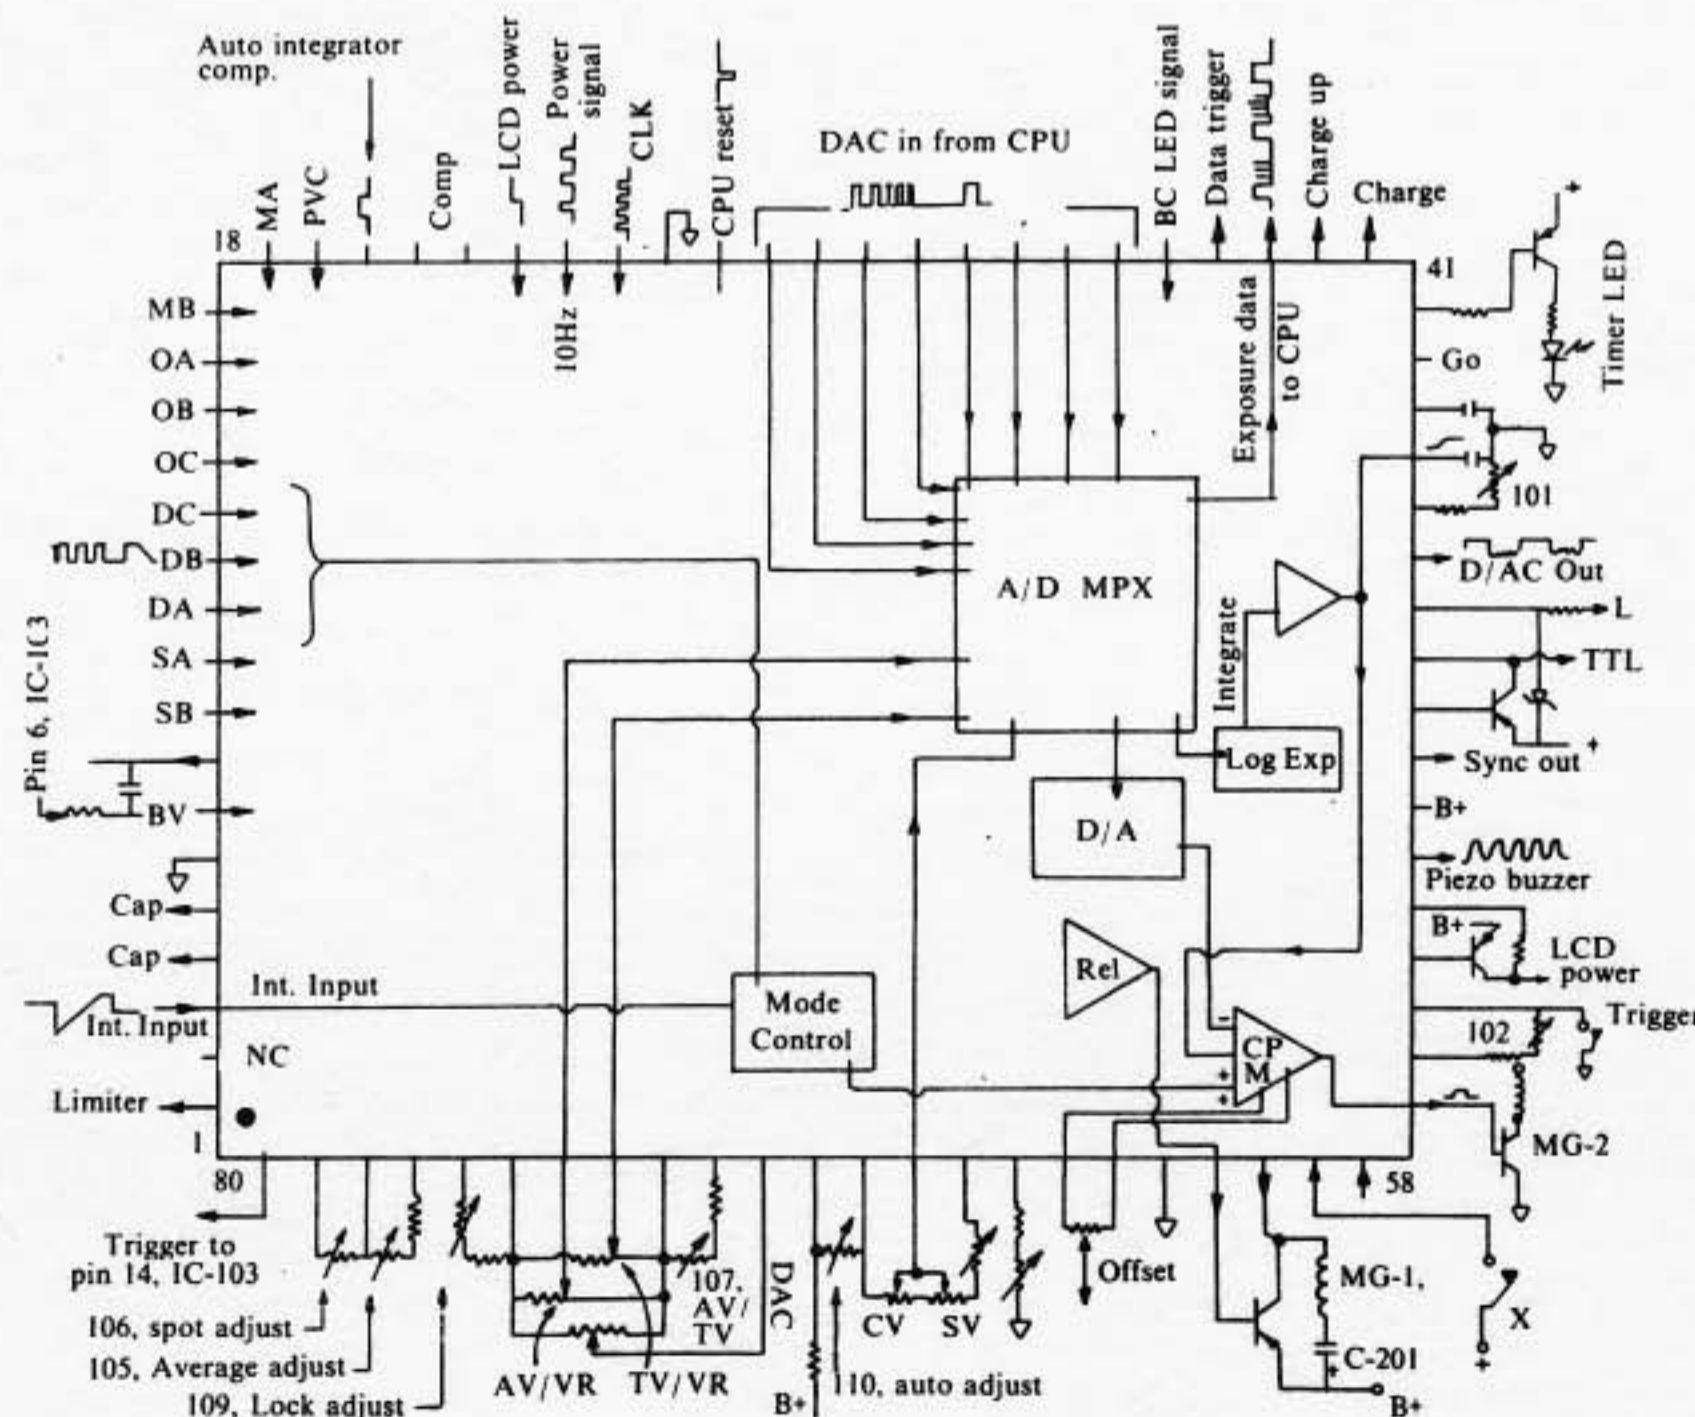 Auto integrator
comp.
MA
PVC
Comp
LCD power
Power
signal
CLK
CPU reset
DAC in from CPU
BC LED signal
Data trigger
Charge up
Charge
18
41
MB
OA
OB
OC
DC
DB
DA
SA
SB
Pin 6, IC-103
BV
Cap
Cap
Int. Input
Int. Input
NC
Limiter
1
80
10Hz
Exposure data
to CPU
A/D MPX
Integrate
Log Exp
D/A
Rel
Mode
Control
CP
M
-
+
+
Timer LED
+
Go
101
D/AC Out
L
TTL
+
Sync out
B+
Piezo buzzer
B+
LCD
power
Trigger
102
MG-2
58
Trigger to
pin 14, IC-103
106, spot adjust
105, Average adjust
109, Lock adjust
AV/VR
TV/VR
107,
AV/
TV
DAC
B+
110, auto adjust
CV
SV
Offset
MG-1,
C-201
+
B+
X
+